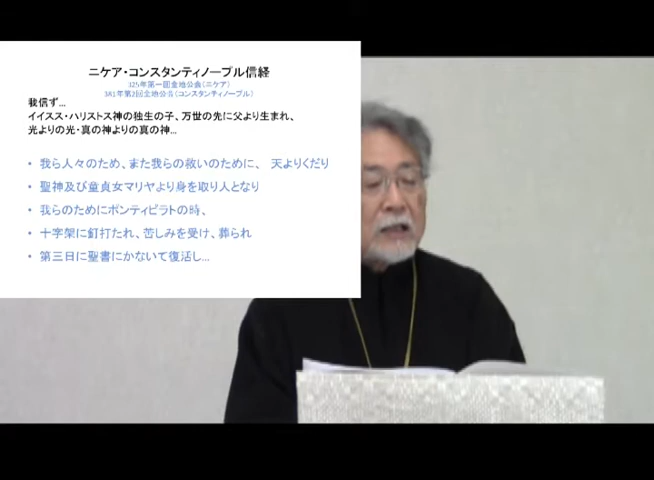 ニケア・コンスタンティノープル信経
325年第一回全地公会(ニケア)
381年第2回全地公会(コンスタンティノープル)
我信ず…
イイスス・ハリストス神の独生の子、万世の先に父より生まれ、
光よりの光・真の神よりの真の神…
• 我ら人々のため、また我らの救いのために、 天よりくだり
• 聖神及び童貞女マリヤより身を取り人となり
• 我らのためにポンティピラトの時、
• 十字架に釘打たれ、苦しみを受け、葬られ
• 第三日に聖書にかないて復活し…